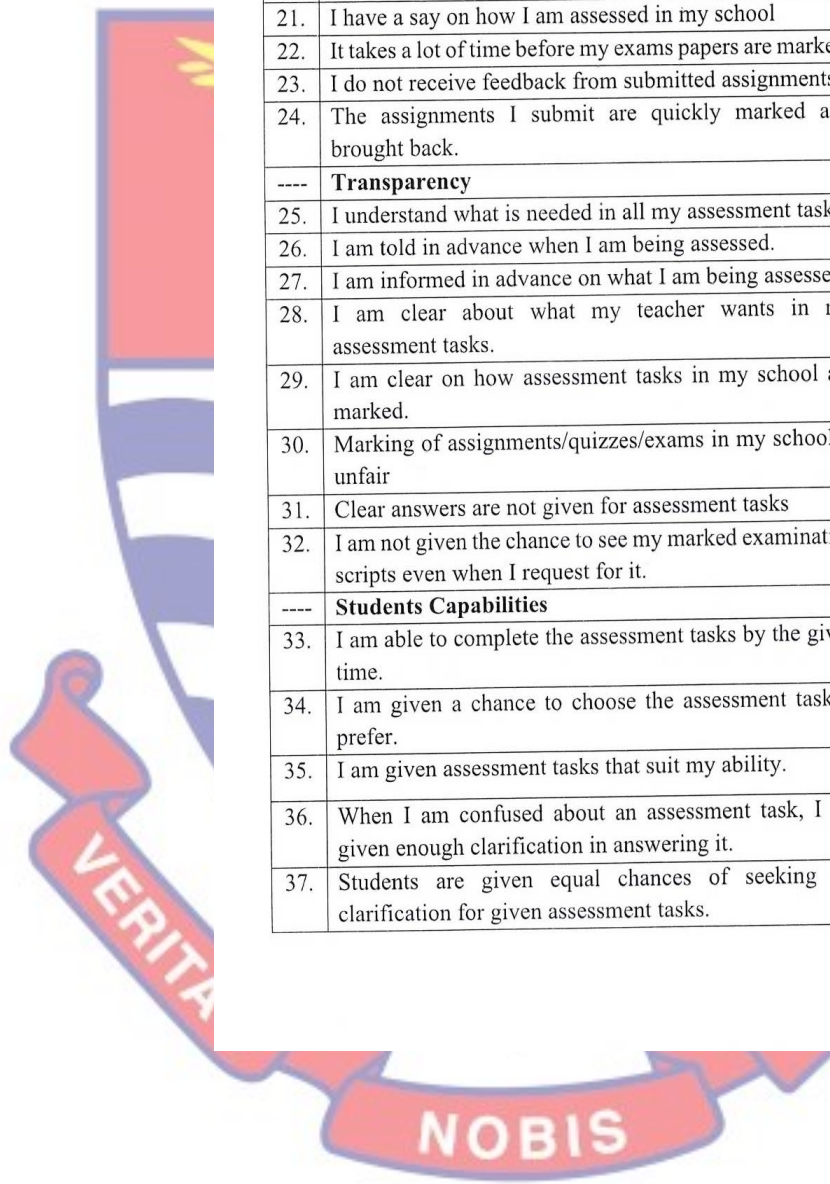 21. I have a say on how I am assessed in my school
22. It takes a lot of time before my exams papers are marke
23. I do not receive feedback from submitted assignments
24. The assignments I submit are quickly marked a
brought back.
---- Transparency
25. I understand what is needed in all my assessment task
26. I am told in advance when I am being assessed.
27. I am informed in advance on what I am being assesse
28. I am clear about what my teacher wants in
assessment tasks.
29. I am clear on how assessment tasks in my school a
marked.
30. Marking of assignments/quizzes/exams in my school
unfair
31. Clear answers are not given for assessment tasks
32. I am not given the chance to see my marked examinati
scripts even when I request for it.
---- Students Capabilities
33. I am able to complete the assessment tasks by the giv
time.
34. I am given a chance to choose the assessment task
prefer.
35. I am given assessment tasks that suit my ability.
36. When I am confused about an assessment task, I
given enough clarification in answering it.
37. Students are given equal chances of seeking
clarification for given assessment tasks.
VERITA
NOBIS